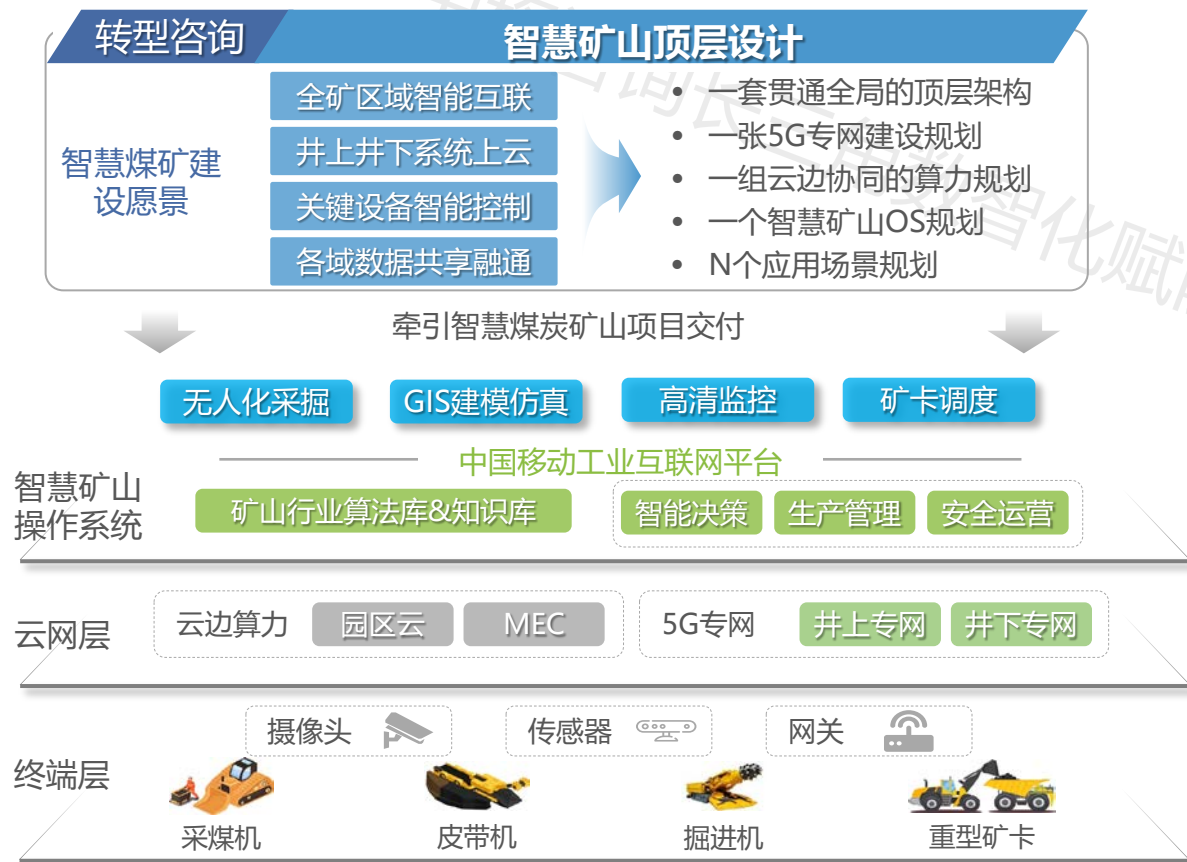 转型咨询
智慧矿山顶层设计
智慧煤矿建
设愿景
全矿区域智能互联
井上井下系统上云
关键设备智能控制
各域数据共享融通
• 一套贯通全局的顶层架构
• 一张5G专网建设规划
• 一组云边协同的算力规划
• 一个智慧矿山OS规划
• N个应用场景规划
牵引智慧煤炭矿山项目交付
无人化采掘
GIS建模仿真
高清监控
矿卡调度
中国移动工业互联网平台
智慧矿山
操作系统
矿山行业算法库&知识库
智能决策
生产管理
安全运营
云网层
云边算力
园区云
MEC
5G专网
井上专网
井下专网
终端层
摄像头
传感器
网关
采煤机
皮带机
掘进机
重型矿卡